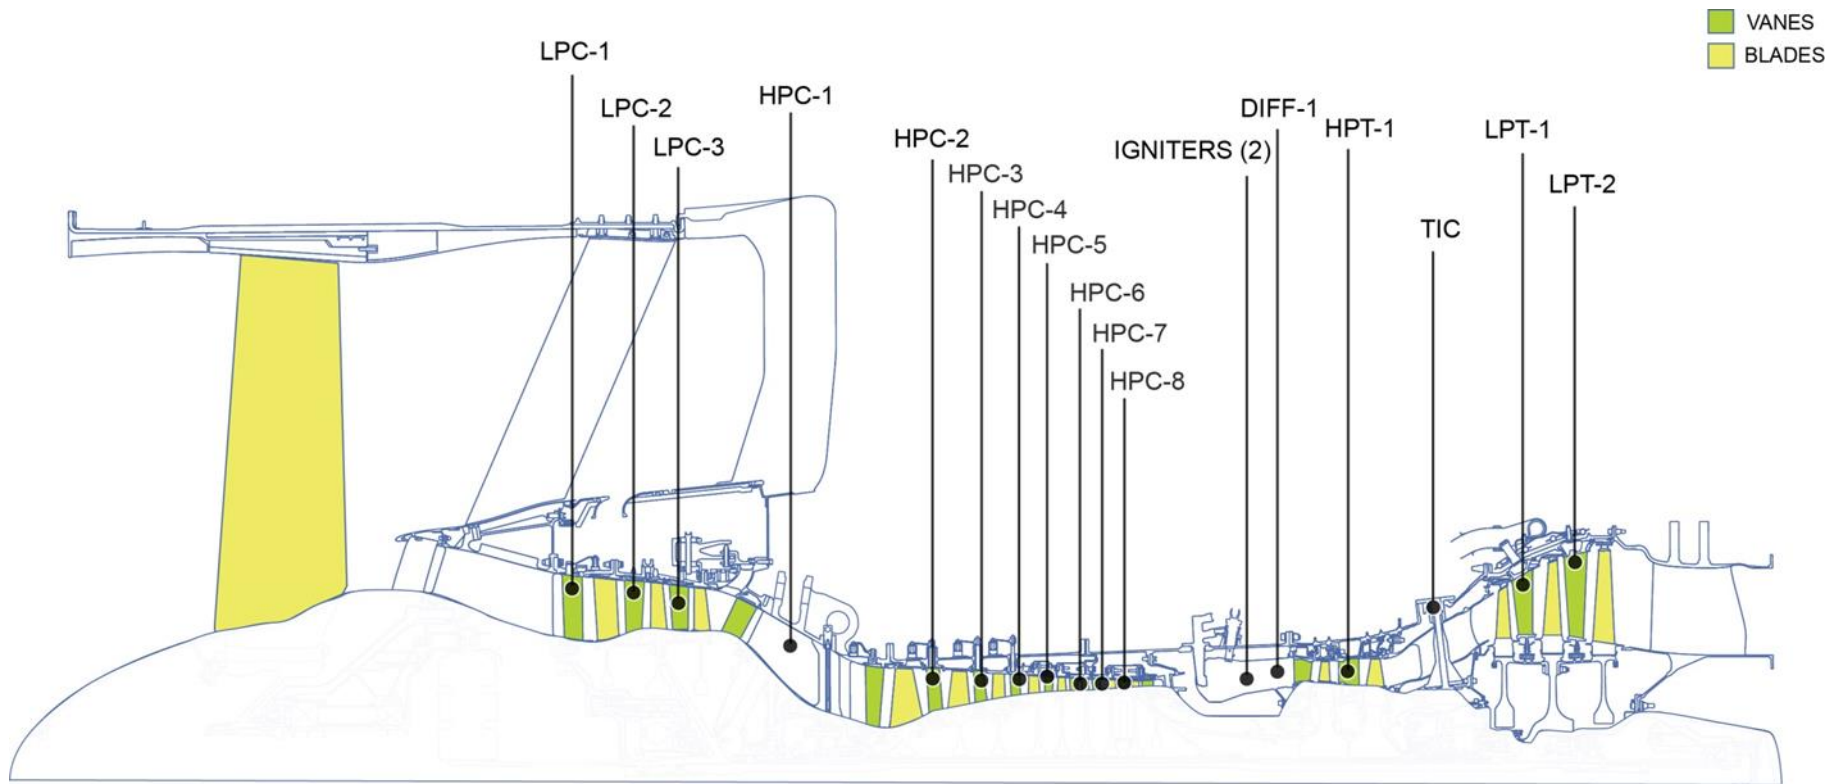 VANES
BLADES
LPC-1
LPC-2
LPC-3
HPC-1
HPC-2
HPC-3
HPC-4
HPC-5
HPC-6
HPC-7
HPC-8
IGNITERS (2)
DIFF-1
HPT-1
TIC
LPT-1
LPT-2